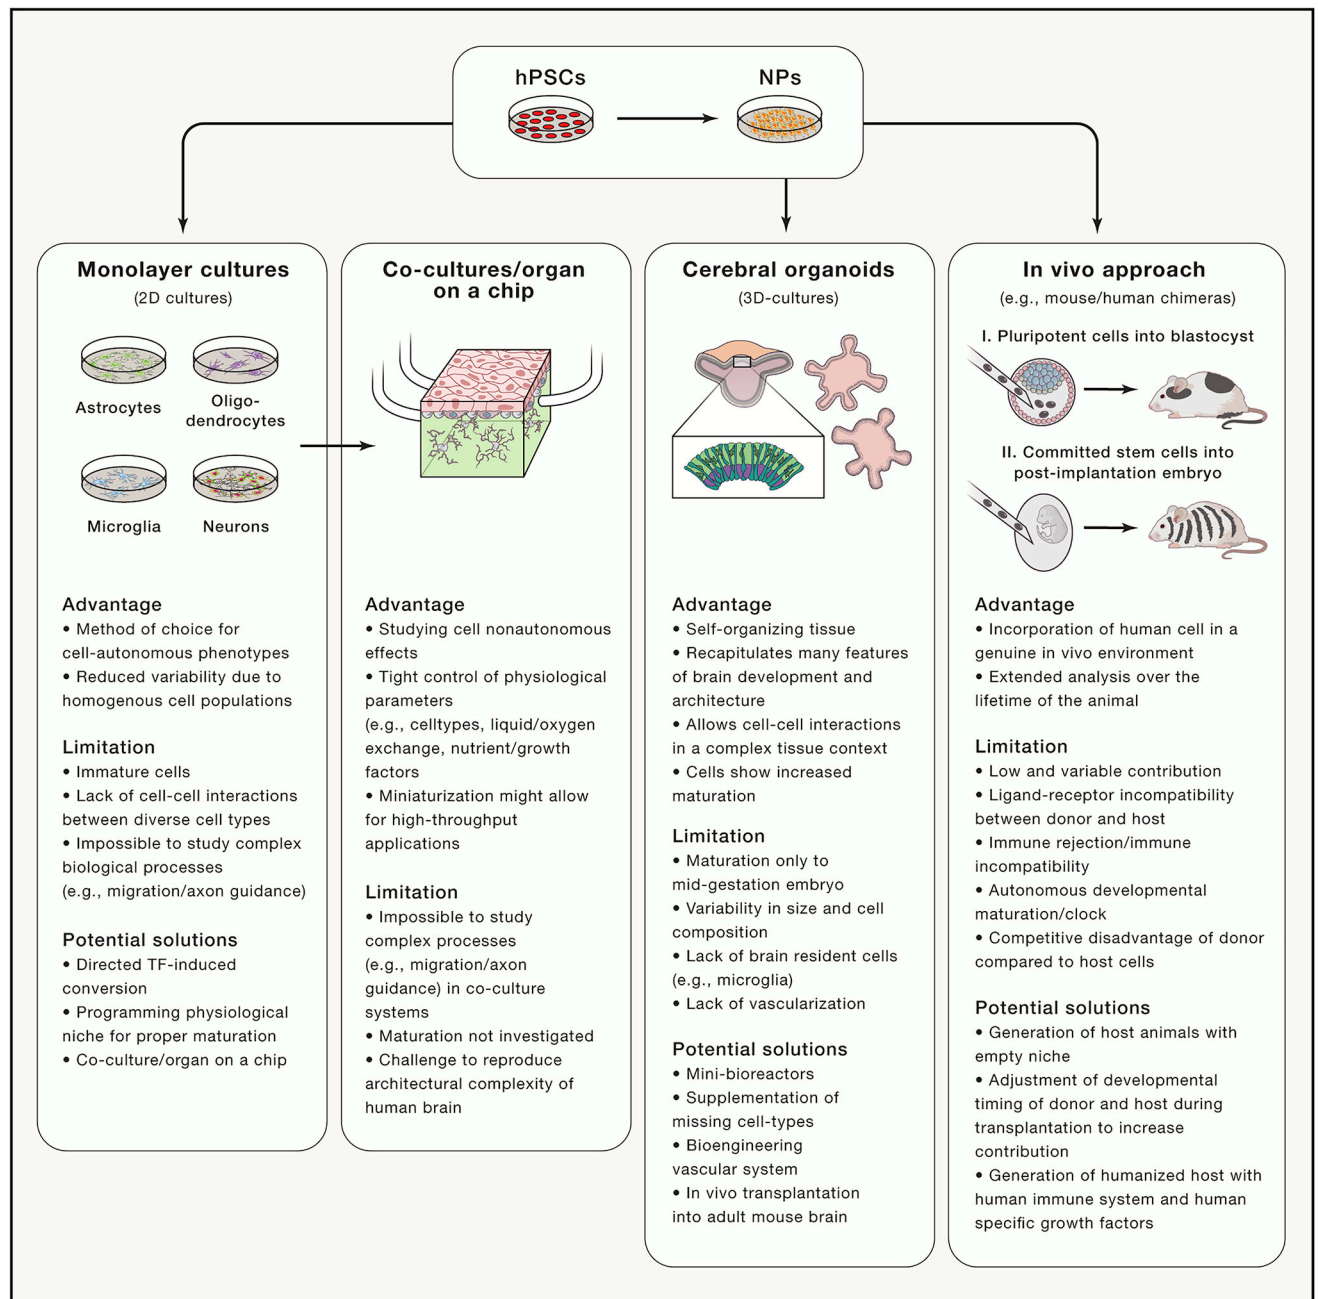 hPSCs
NPs
Monolayer cultures
(2D cultures)
Astrocytes
Oligo-
dendrocytes
Microglia
Neurons
Advantage
• Method of choice for
cell-autonomous phenotypes
• Reduced variability due to
homogenous cell populations
Limitation
• Immature cells
• Lack of cell-cell interactions
between diverse cell types
• Impossible to study complex
biological processes
(e.g., migration/axon guidance)
Potential solutions
• Directed TF-induced
conversion
• Programming physiological
niche for proper maturation
• Co-culture/organ on a chip
Co-cultures/organ
on a chip
Advantage
• Studying cell nonautonomous
effects
• Tight control of physiological
parameters
(e.g., celltypes, liquid/oxygen
exchange, nutrient/growth
factors
• Miniaturization might allow
for high-throughput
applications
Limitation
• Impossible to study
complex processes
(e.g., migration/axon
guidance) in co-culture
systems
• Maturation not investigated
• Challenge to reproduce
architectural complexity of
human brain
Cerebral organoids
(3D-cultures)
Advantage
• Self-organizing tissue
• Recapitulates many features
of brain development and
architecture
• Allows cell-cell interactions
in a complex tissue context
• Cells show increased
maturation
Limitation
• Maturation only to
mid-gestation embryo
• Variability in size and cell
composition
• Lack of brain resident cells
(e.g., microglia)
• Lack of vascularization
Potential solutions
• Mini-bioreactors
• Supplementation of
missing cell-types
• Bioengineering
vascular system
• In vivo transplantation
into adult mouse brain
In vivo approach
(e.g., mouse/human chimeras)
I. Pluripotent cells into blastocyst
II. Committed stem cells into
post-implantation embryo
Advantage
• Incorporation of human cell in a
genuine in vivo environment
• Extended analysis over the
lifetime of the animal
Limitation
• Low and variable contribution
• Ligand-receptor incompatibility
between donor and host
• Immune rejection/immune
incompatibility
• Autonomous developmental
maturation/clock
• Competitive disadvantage of donor
compared to host cells
Potential solutions
• Generation of host animals with
empty niche
• Adjustment of developmental
timing of donor and host during
transplantation to increase
contribution
• Generation of humanized host with
human immune system and human
specific growth factors